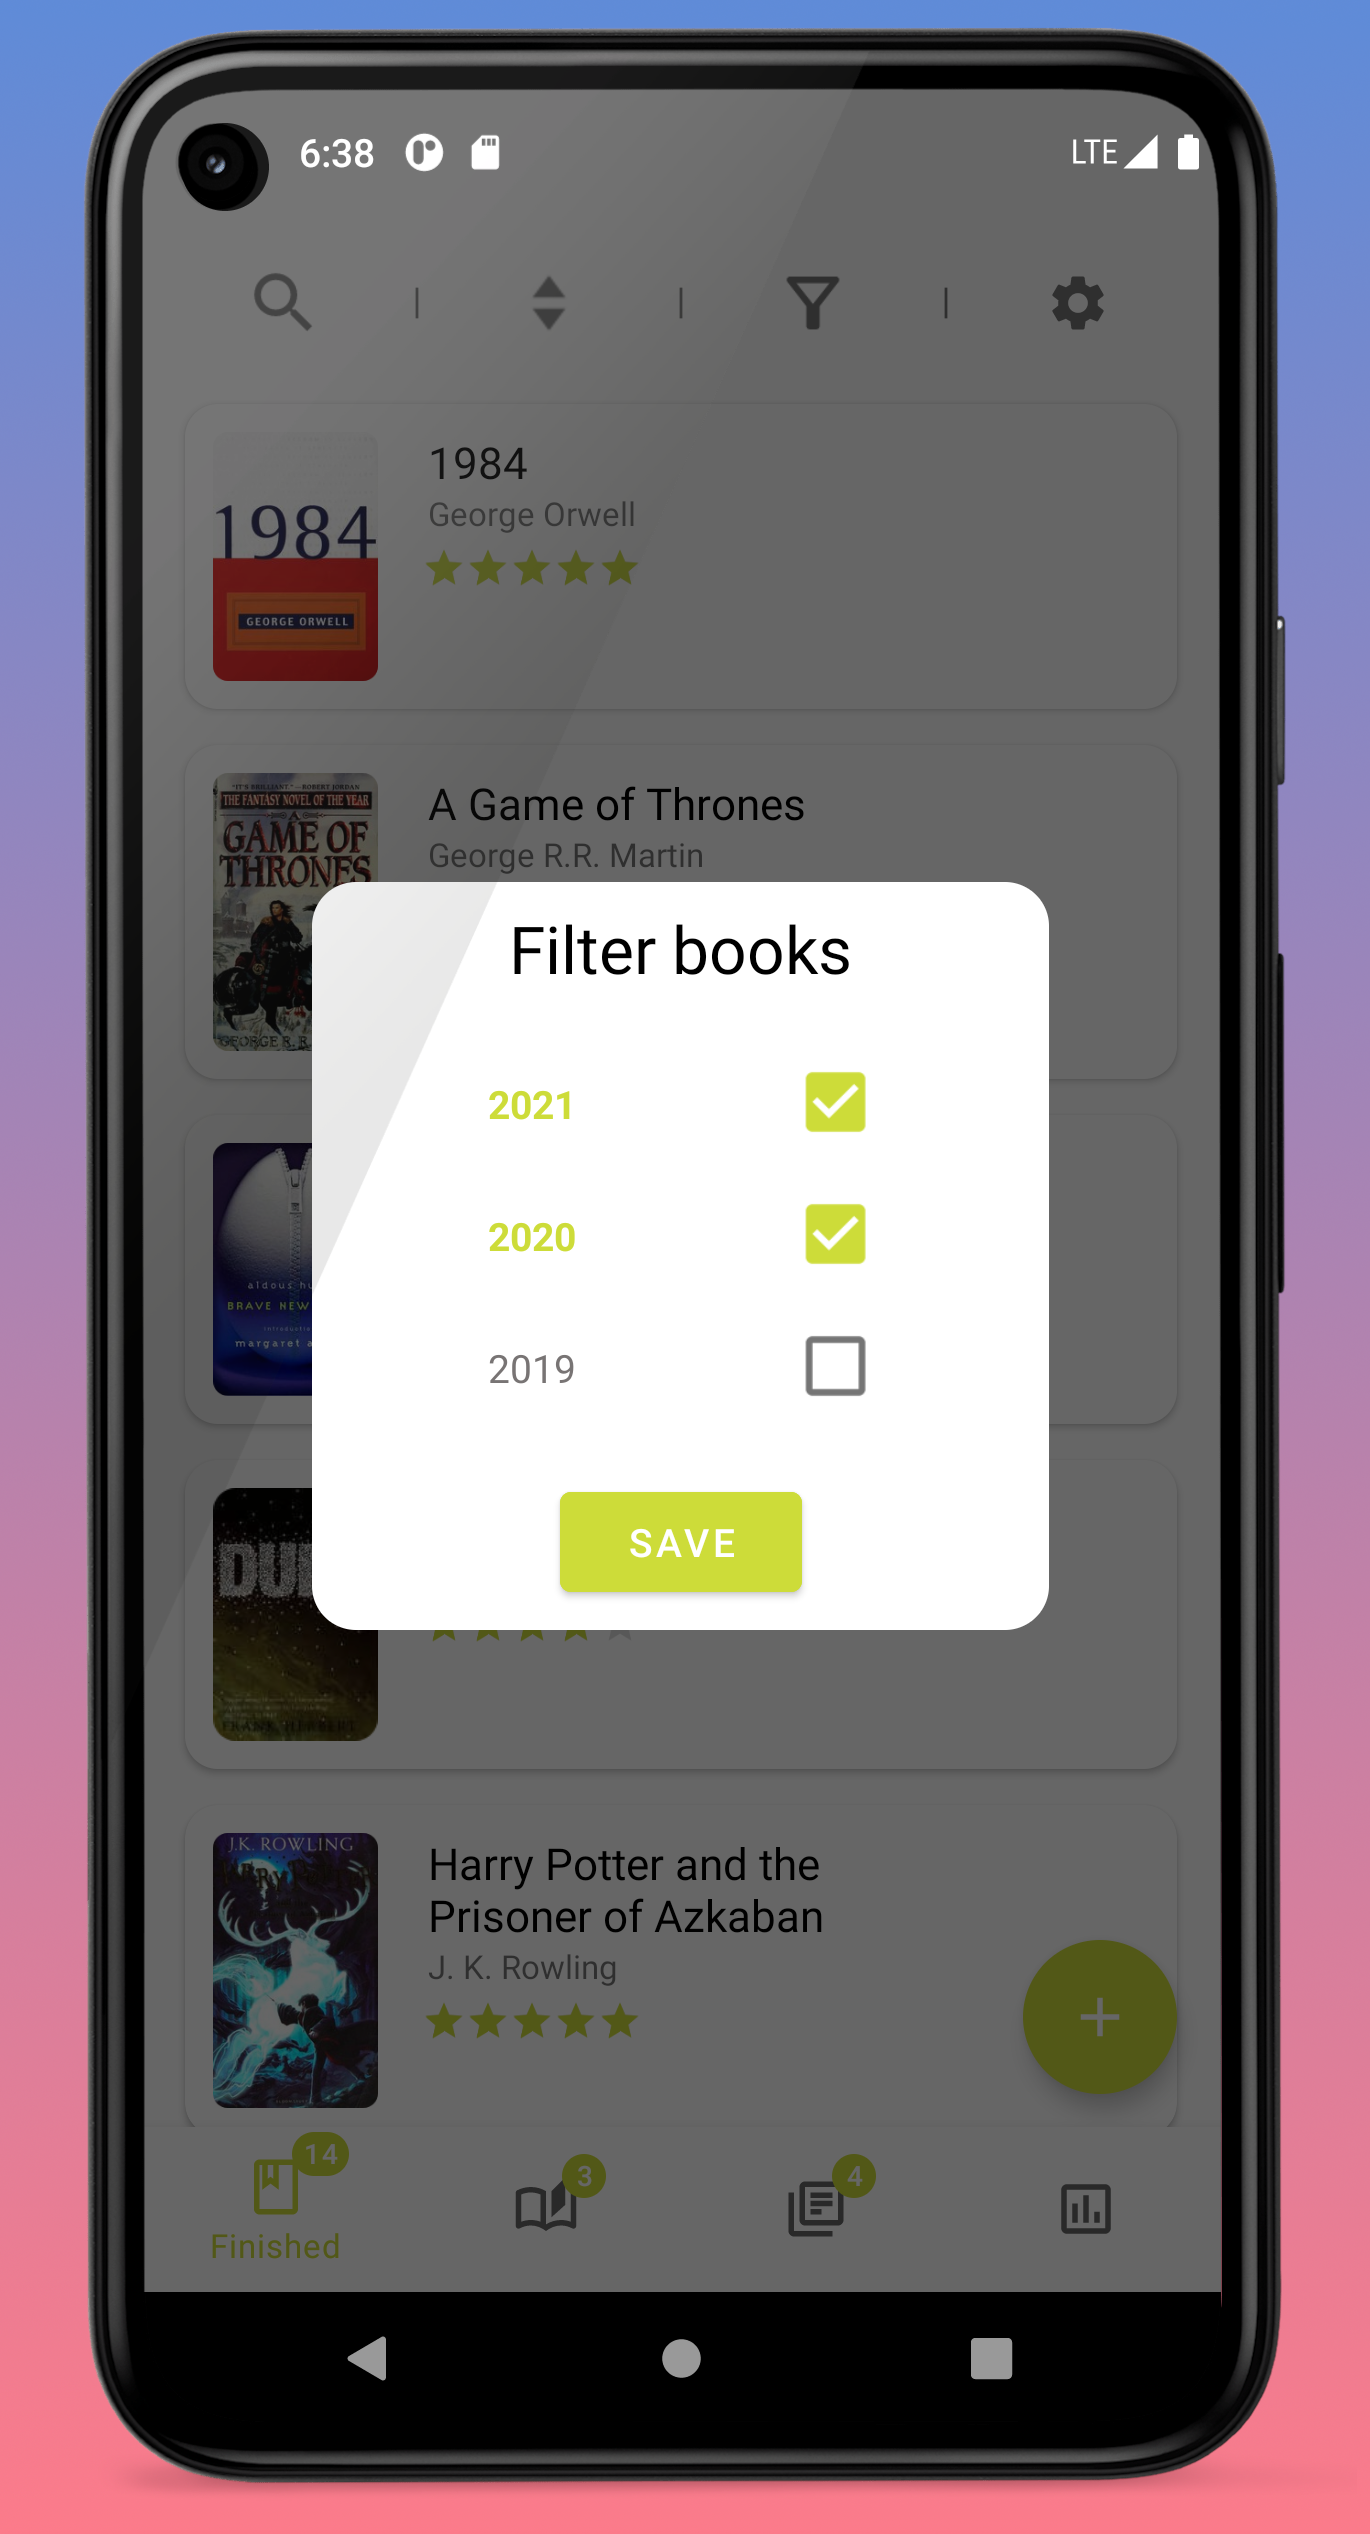 6:38
LTE
1984
George Orwell
1984
GEORGE ORWELL
"IT'S BRILLIANT." —ROBERT JORDAN
THE FANTASY NOVEL OF THE YEAR
A
GAME OF
THRONES
GEORGE R.R.
A Game of Thrones
George R.R. Martin
Filter books
2021
2020
2019
SAVE
aldous hu
BRAVE NEW
introductio
margaret a
DU
FRANK HERBERT
J.K. ROWLING
Harry Potter and the
Prisoner of Azkaban
J. K. Rowling
+
14
3
4
Finished